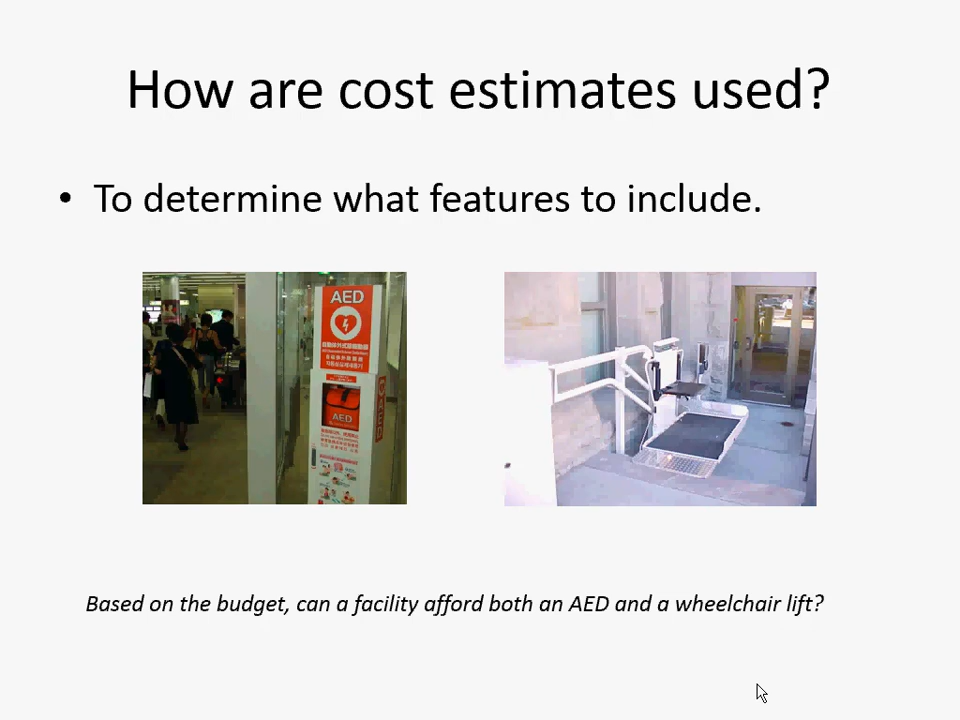 How are cost estimates used?
• To determine what features to include.
AED
AED
Based on the budget, can a facility afford both an AED and a wheelchair lift?